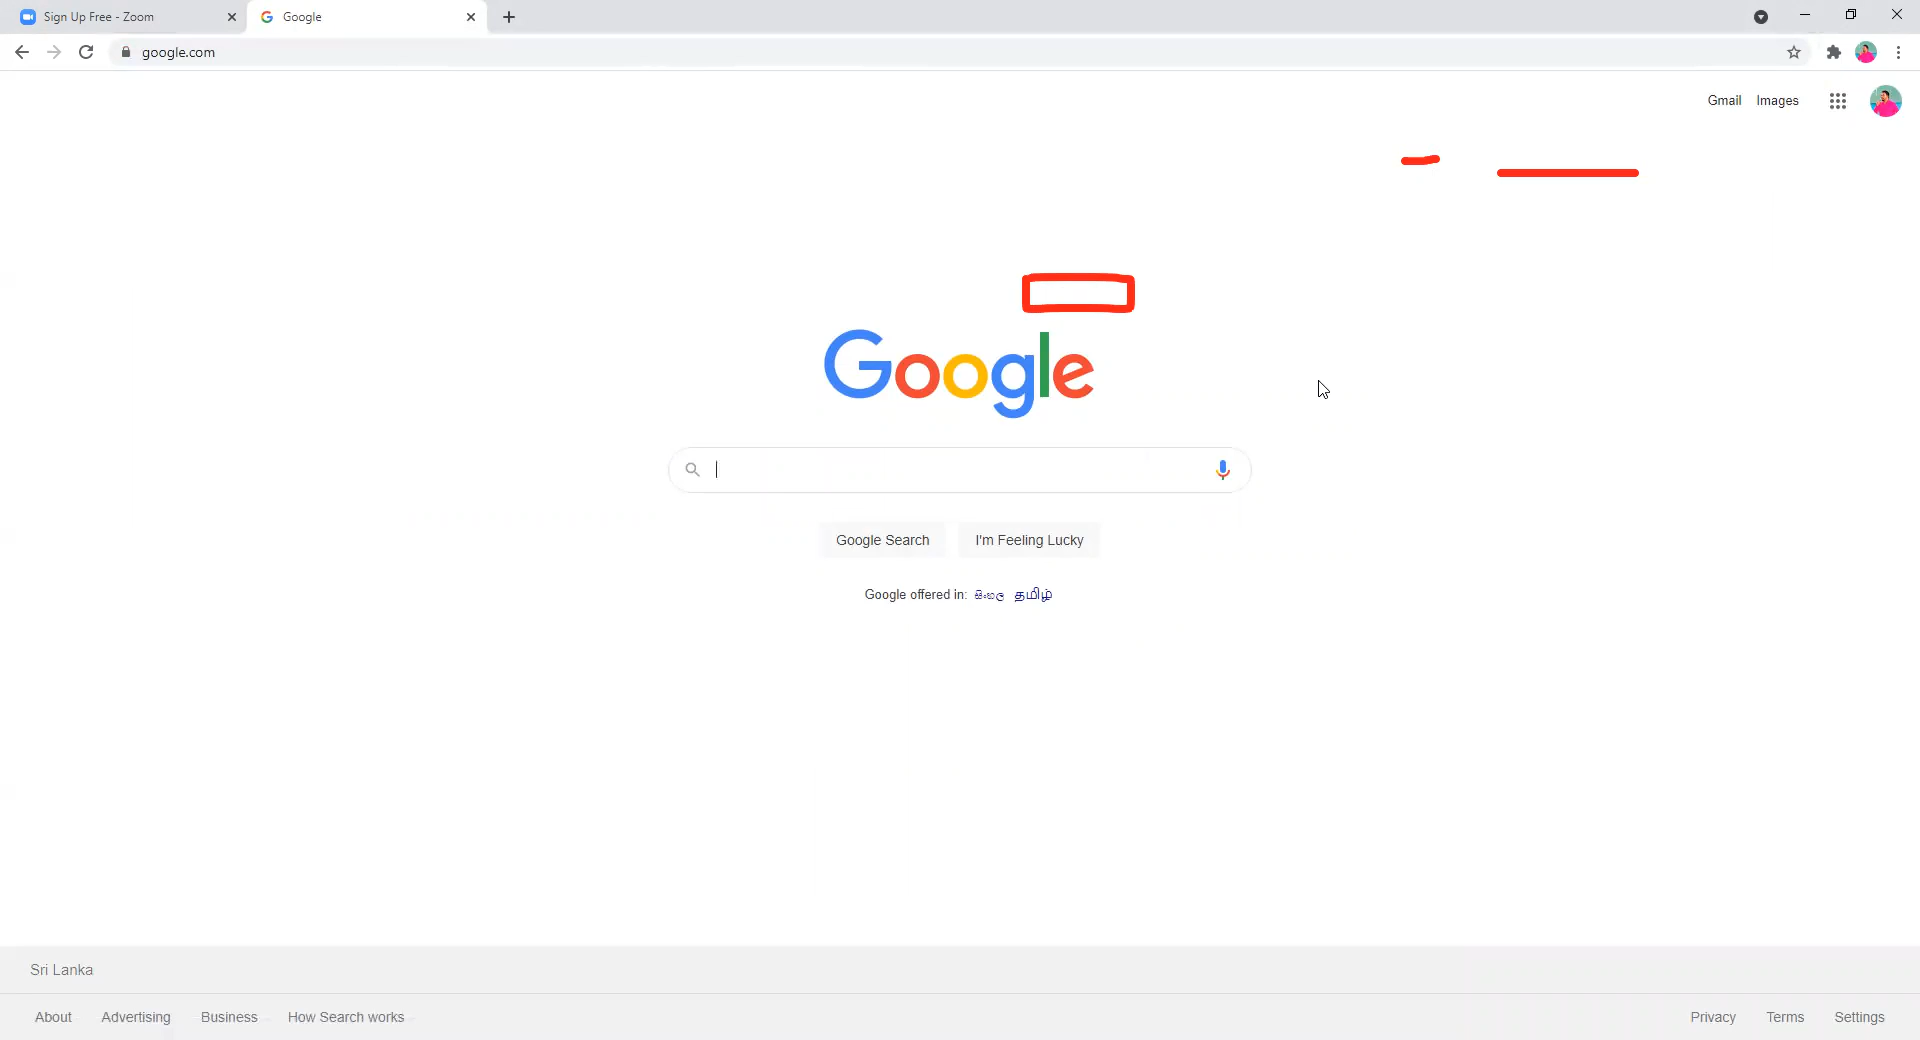 Sign Up Free - Zoom
Google
google.com
Gmail Images
Google
Google Search I'm Feeling Lucky
Google offered in: සිංහල தமிழ்
Sri Lanka
About Advertising Business How Search works Privacy Terms Settings